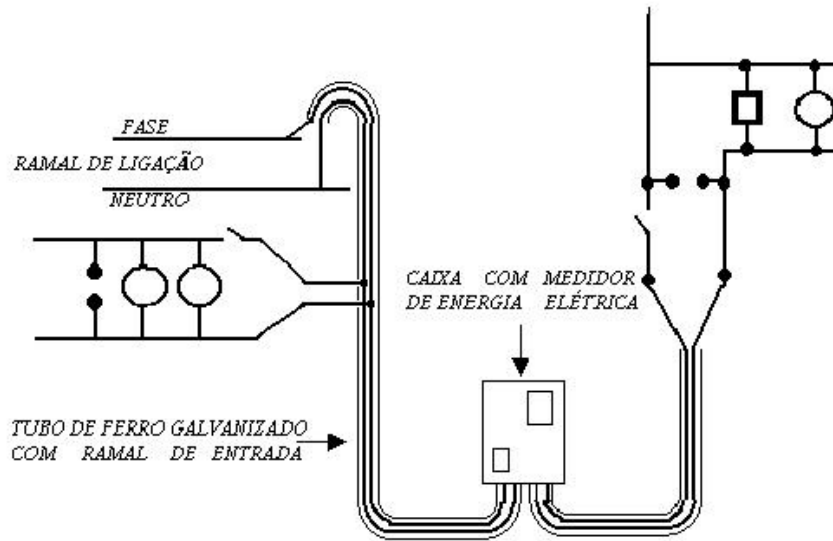 FASE
RAMAL DE LIGAÇÃO
NEUTRO
CAIXA COM MEDIDOR
DE ENERGIA ELÉTRICA
TUBO DE FERRO GALVANIZADO
COM RAMAL DE ENTRADA